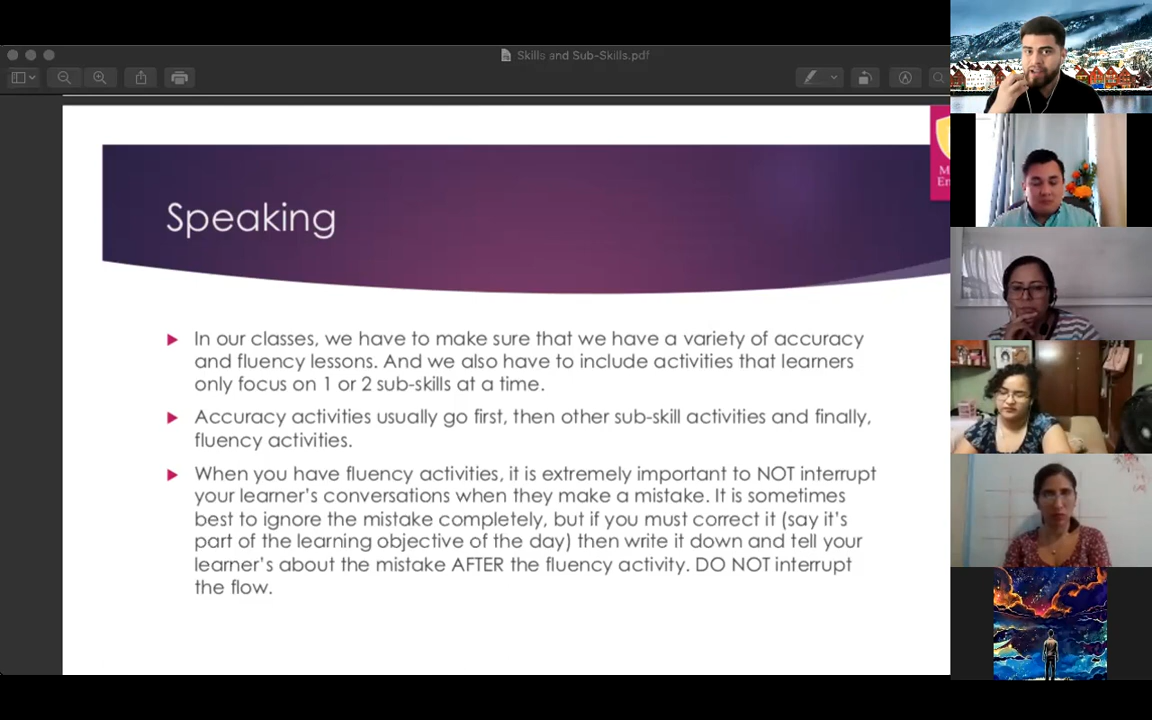 Skills and Sub-Skills.pdf
Speaking
In our classes, we have to make sure that we have a variety of accuracy
and fluency lessons. And we also have to include activities that learners
only focus on 1 or 2 sub-skills at a time.
Accuracy activities usually go first, then other sub-skill activities and finally,
fluency activities.
When you have fluency activities, it is extremely important to NOT interrupt
your learner's conversations when they make a mistake. It is sometimes
best to ignore the mistake completely, but if you must correct it (say it's
part of the learning objective of the day) then write it down and tell your
learner's about the mistake AFTER the fluency activity. DO NOT interrupt
the flow.